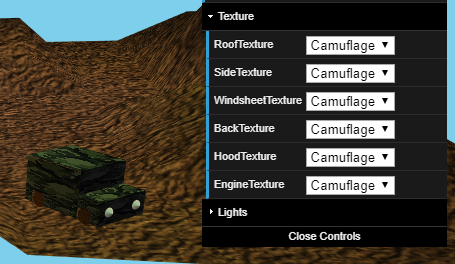 Texture
RoofTexture Camuflage
SideTexture Camuflage
WindsheetTexture Camuflage
BackTexture Camuflage
HoodTexture Camuflage
EngineTexture Camuflage
Lights
Close Controls